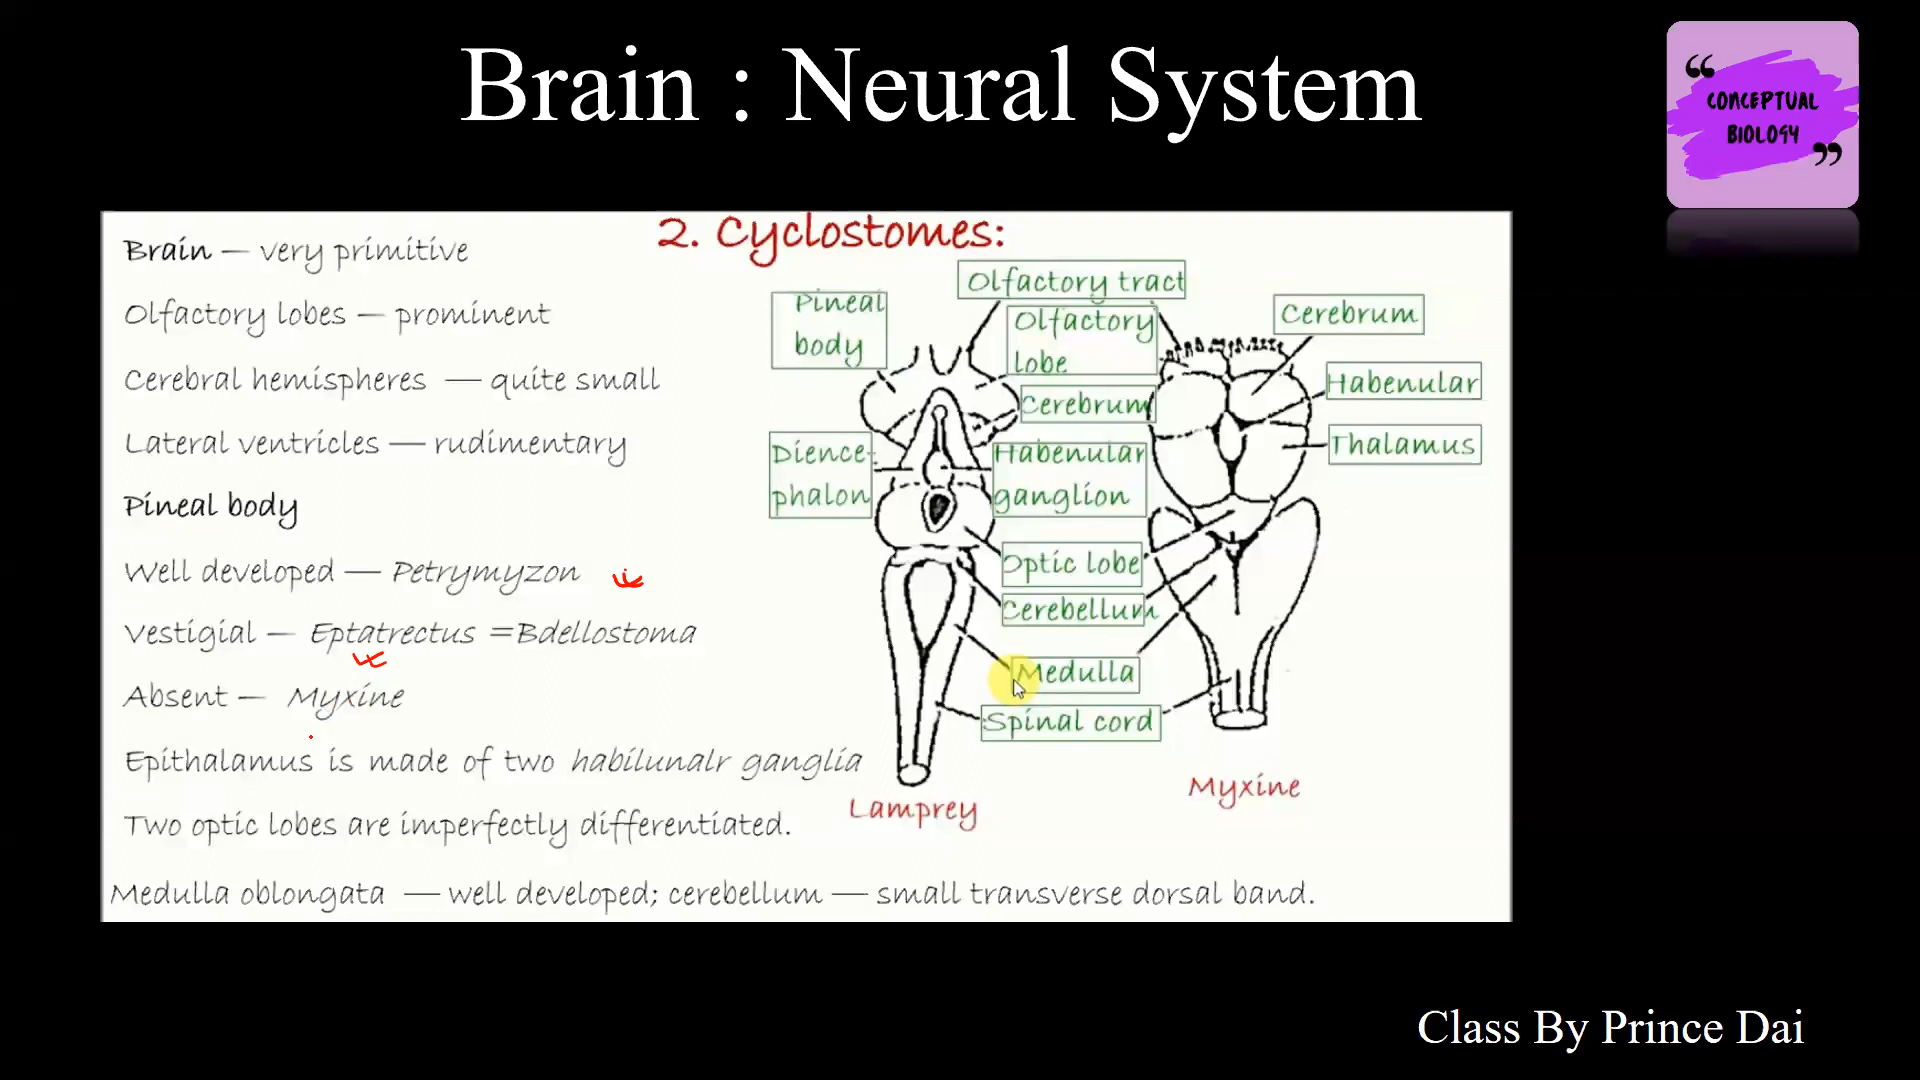 Brain : Neural System
“ CONCEPTUAL
BIOLOGY ”
2. Cyclostomes:
Brain — very primitive
Olfactory lobes — prominent
Cerebral hemispheres — quite small
Lateral ventricles — rudimentary
Pineal body
Well developed — Petrymyzon
Vestigial — Eptatrectus =Bdellostoma
Absent — Myxine
Epithalamus is made of two habilunalr ganglia
Two optic lobes are imperfectly differentiated.
Medulla oblongata — well developed; cerebellum — small transverse dorsal band.
Olfactory tract
Pineal
body
Olfactory
lobe
Cerebrum
Cerebrum
Habenular
Dience-
phalon
Habenular
ganglion
Thalamus
Optic lobe
Cerebellum
Medulla
Spinal cord
Lamprey
Myxine
Class By Prince Dai